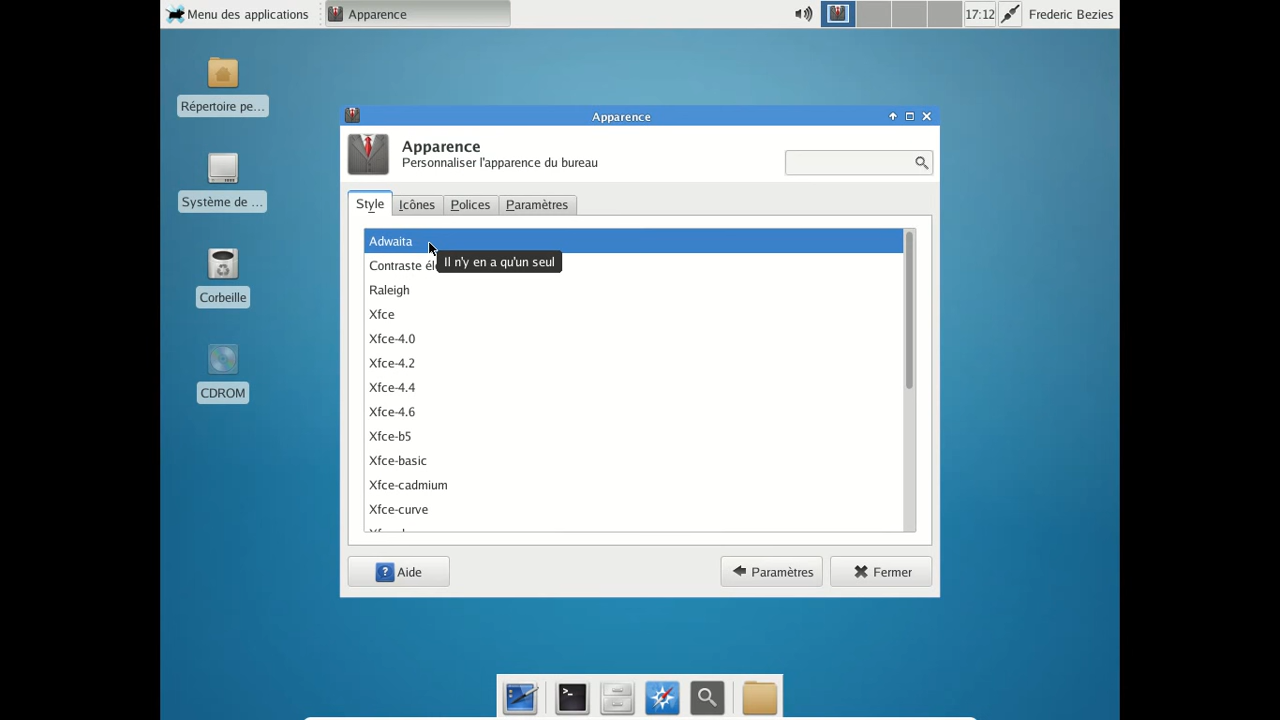 Menu des applications
Apparence
17:12
Frederic Bezies
Répertoire pe...
Système de ...
Corbeille
CDROM
Apparence
Apparence
Personnaliser l'apparence du bureau
Style
Icônes
Polices
Paramètres
Adwaita
Il n'y en a qu'un seul
Contraste
Raleigh
Xfce
Xfce-4.0
Xfce-4.2
Xfce-4.4
Xfce-4.6
Xfce-b5
Xfce-basic
Xfce-cadmium
Xfce-curve
Aide
Paramètres
Fermer